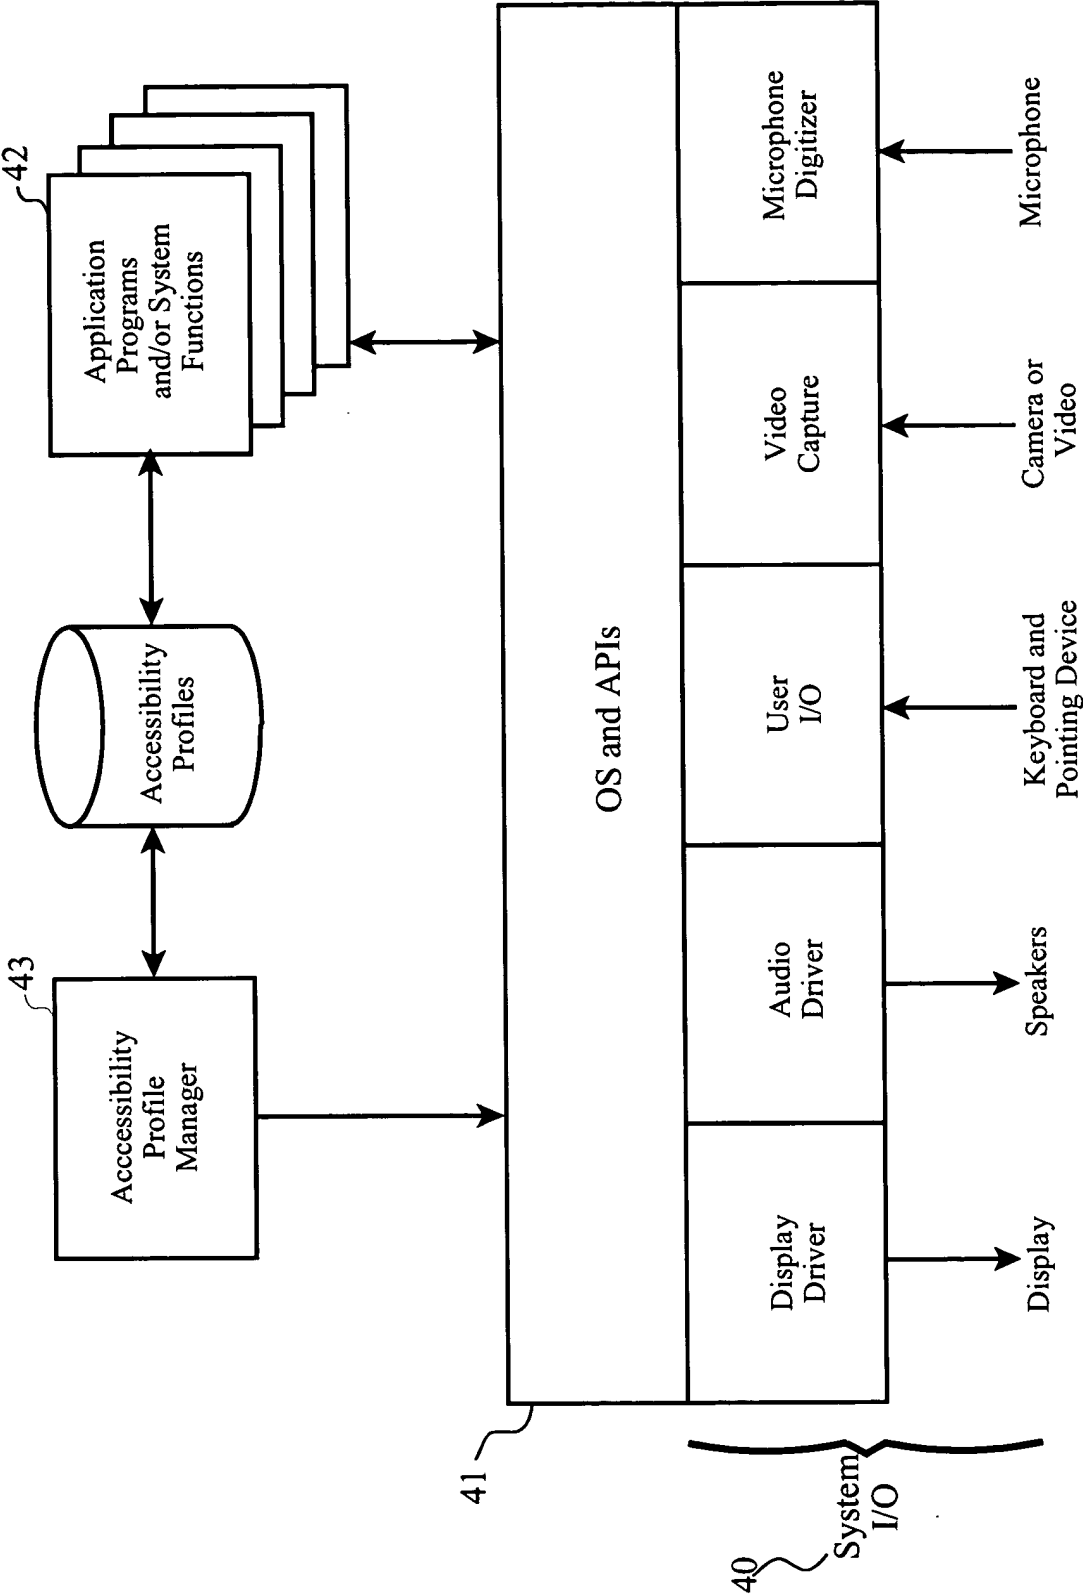 43
Acccessibility
Profile
Manager
Accessibility
Profiles
42
Application
Programs
and/or System
Functions
41
OS and APIs
40
System
I/O
Display
Driver
Audio
Driver
User
I/O
Video
Capture
Microphone
Digitizer
Display
Speakers
Keyboard and
Pointing Device
Camera or
Video
Microphone